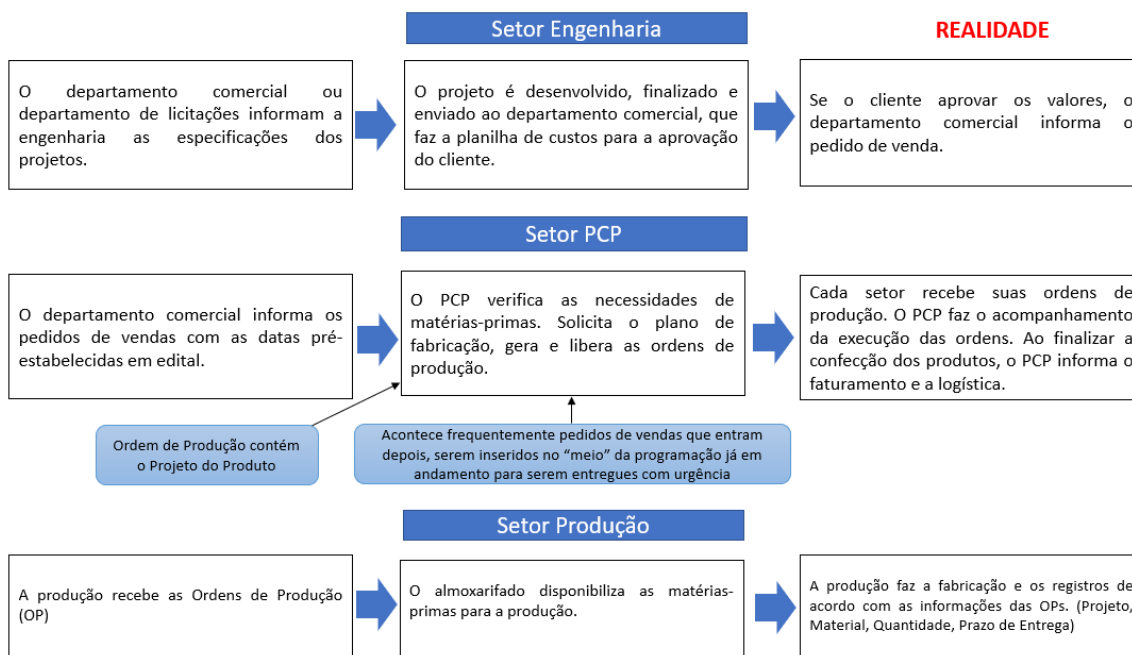 Setor Engenharia
REALIDADE
O departamento comercial ou
departamento de licitações informam a
engenharia as especificações dos
projetos.
O projeto é desenvolvido, finalizado e
enviado ao departamento comercial, que
faz a planilha de custos para a aprovação
do cliente.
Se o cliente aprovar os valores, o
departamento comercial informa o
pedido de venda.
Setor PCP
O departamento comercial informa os
pedidos de vendas com as datas pré-
estabelecidas em edital.
O PCP verifica as necessidades de
matérias-primas. Solicita o plano de
fabricação, gera e libera as ordens de
produção.
Cada setor recebe suas ordens de
produção. O PCP faz o acompanhamento
da execução das ordens. Ao finalizar a
confecção dos produtos, o PCP informa o
faturamento e a logística.
Ordem de Produção contém
o Projeto do Produto
Acontece frequentemente pedidos de vendas que entram
depois, serem inseridos no “meio” da programação já em
andamento para serem entregues com urgência
Setor Produção
A produção recebe as Ordens de Produção
(OP)
O almoxarifado disponibiliza as matérias-
primas para a produção.
A produção faz a fabricação e os registros de
acordo com as informações das OPs. (Projeto,
Material, Quantidade, Prazo de Entrega)